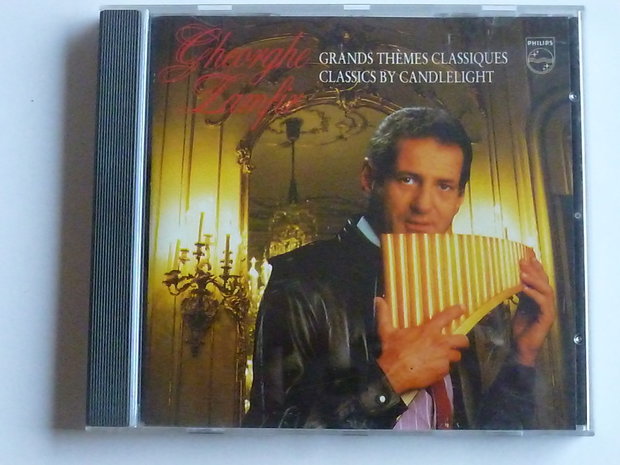 Gheorghe
Zamfir
GRANDS THÈMES CLASSIQUES
CLASSICS BY CANDLELIGHT
PHILIPS